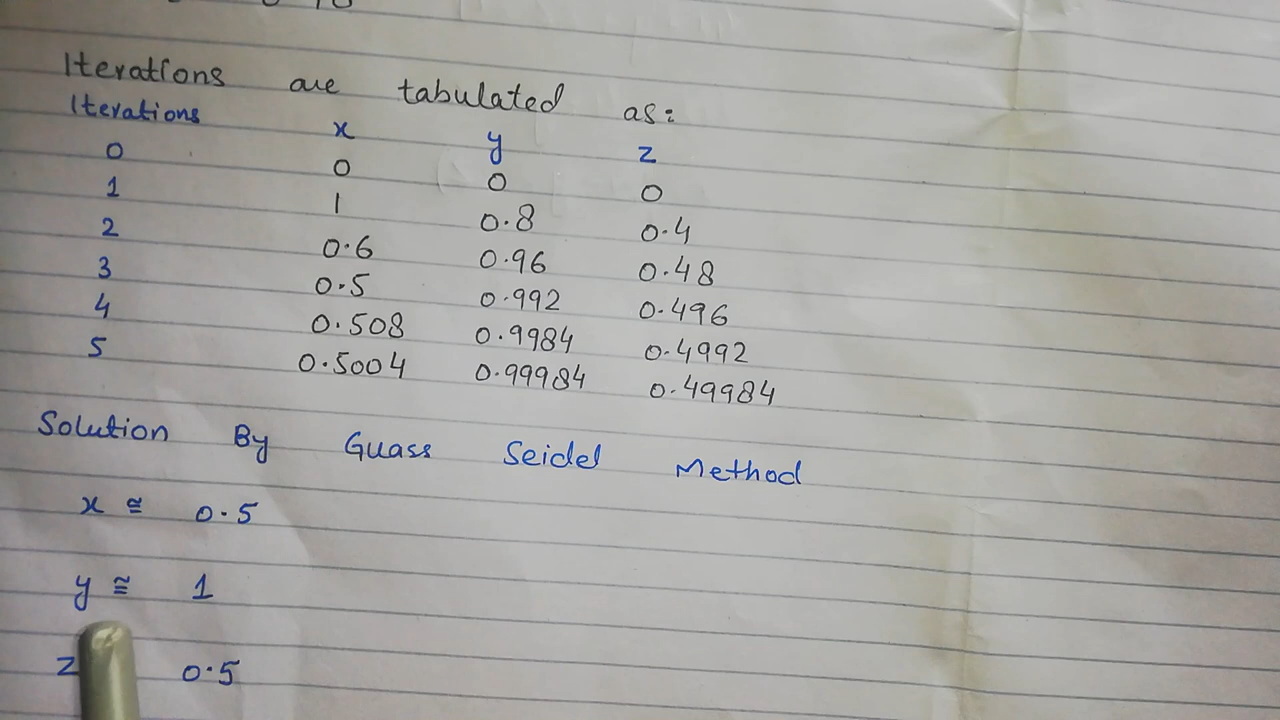 Iterations are tabulated as:
Iterations x y z
0 0 0 0
1 1 0.8 0.4
2 0.6 0.96 0.48
3 0.5 0.992 0.496
4 0.508 0.9984 0.4992
5 0.5004 0.99984 0.49984
Solution By Guass Seidel Method
x ≅ 0.5
y ≅ 1
z 0.5